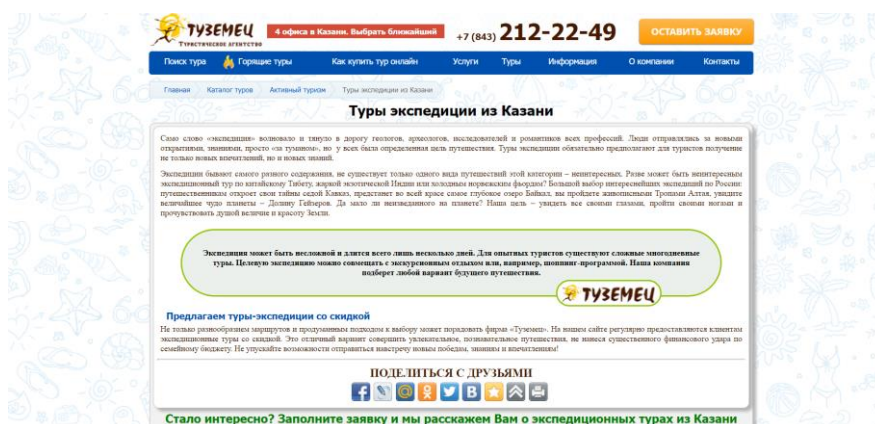 ТУЗЕМЕЦ
ТУРИСТИЧЕСКОЕ АГЕНТСТВО
4 офиса в Казани. Выбрать ближайший
+7 (843) 212-22-49
ОСТАВИТЬ ЗАЯВКУ
Поиск тура Горящие туры Как купить тур онлайн Услуги Туры Информация О компании Контакты
Главная Каталог туров Активный туризм Туры экспедиции из Казани
Туры экспедиции из Казани
Само слово «экспедиция» волновало и тянуло в дорогу геологов, археологов, исследователей и романтиков всех профессий. Люди отправлялись за новыми
открытиями, знаниями, просто «за туманом», но у всех была определенная цель путешествия. Туры экспедиции обязательно предполагают для туристов получение
не только новых впечатлений, но и новых знаний.
Экспедиции бывают самого разного содержания, не существует только одного вида путешествий этой категории – неинтересных. Разве может быть неинтересным
экспедиционный тур по китайскому Тибету, жаркой экзотической Индии или холодным норвежским фьордам? Большой выбор интереснейших экспедиций по России:
путешественникам откроет свои тайны седой Кавказ, предстанет во всей красе самое глубокое озеро Байкал, вы пройдете живописными Тропами Алтая, увидите
величайшее чудо планеты – Долину Гейзеров. Да мало ли неизведанного на планете? Наша цель – увидеть все своими глазами, пройти своими ногами и
прочувствовать душой величие и красоту Земли.
Экспедиция может быть несложной и длится всего лишь несколько дней. Для опытных туристов существуют сложные многодневные
туры. Целевую экспедицию можно совмещать с экскурсионным отдыхом или, например, шоппинг-программой. Наша компания
подберет любой вариант будущего путешествия.
ТУЗЕМЕЦ
Предлагаем туры-экспедиции со скидкой
Не только разнообразием маршрутов и продуманным подходом к выбору может порадовать фирма «Туземец». На нашем сайте регулярно предоставляются клиентам
экспедиционные туры со скидкой. Это отличный вариант совершить увлекательное, познавательное путешествия, не нанеся существенного финансового удара по
семейному бюджету. Не упускайте возможности отправиться навстречу новым победам, знаниям и впечатлениям!
ПОДЕЛИТЬСЯ С ДРУЗЬЯМИ
Стало интересно? Заполните заявку и мы расскажем Вам о экспедиционных турах из Казани